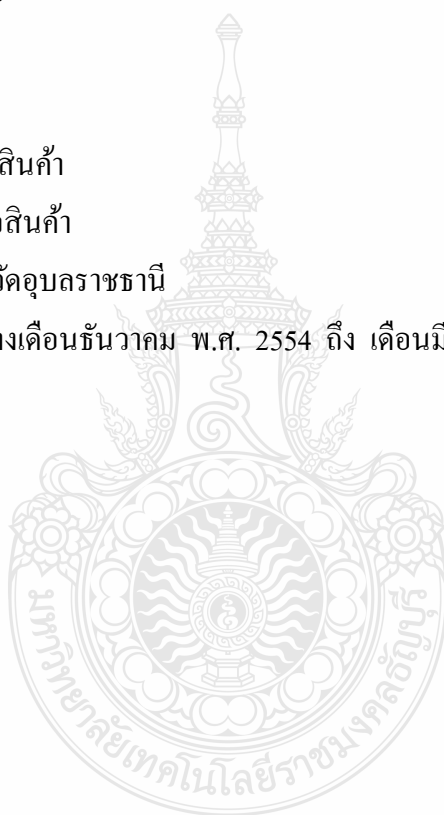 สินค้า
สินค้า
วัดอุบลราชธานี
างเดือนธันวาคม พ.ศ. 2554 ถึง เดือนมี
มหาวิทยาลัยเทคโนโลยีราชมงคลธัญบุรี